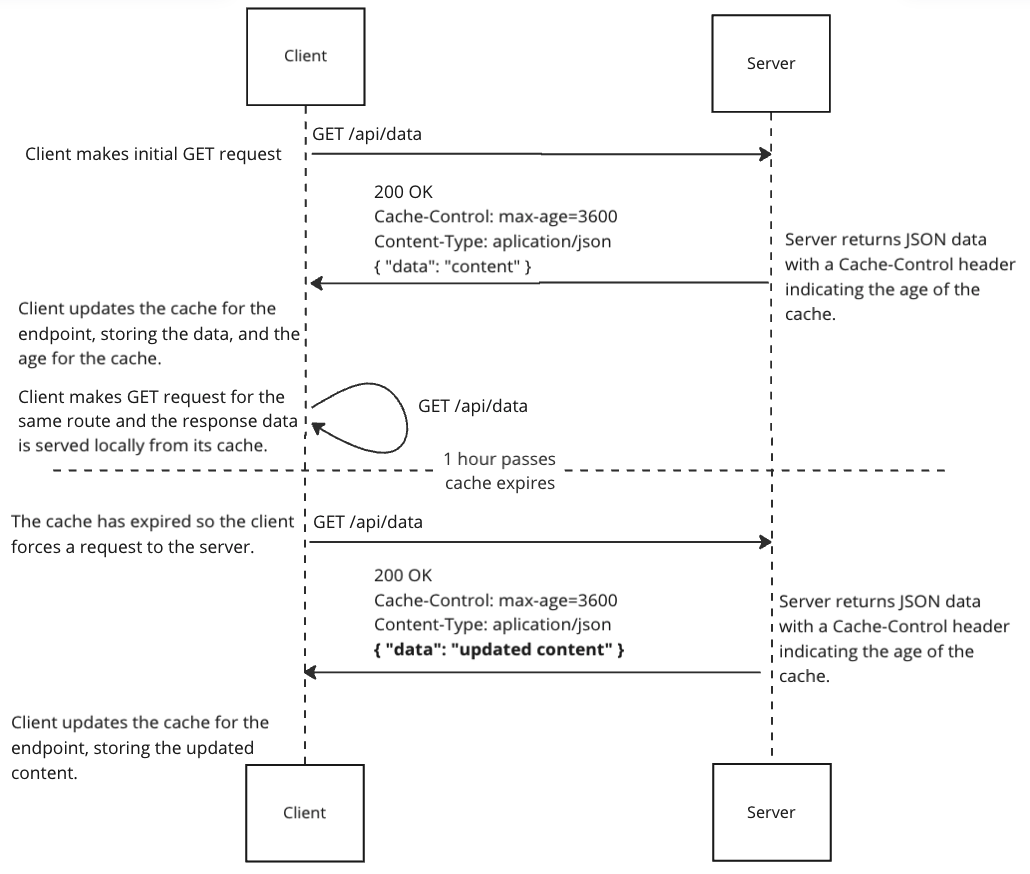 Client
Server
GET /api/data
Client makes initial GET request
200 OK
Cache-Control: max-age=3600
Content-Type: aplication/json
{ "data": "content" }
Server returns JSON data
with a Cache-Control header
indicating the age of the
cache.
Client updates the cache for the
endpoint, storing the data, and the
age for the cache.
Client makes GET request for the
same route and the response data
is served locally from its cache.
GET /api/data
1 hour passes
cache expires
The cache has expired so the client
forces a request to the server.
GET /api/data
200 OK
Cache-Control: max-age=3600
Content-Type: aplication/json
{ "data": "updated content" }
Server returns JSON data
with a Cache-Control header
indicating the age of the
cache.
Client updates the cache for the
endpoint, storing the updated
content.
Client
Server